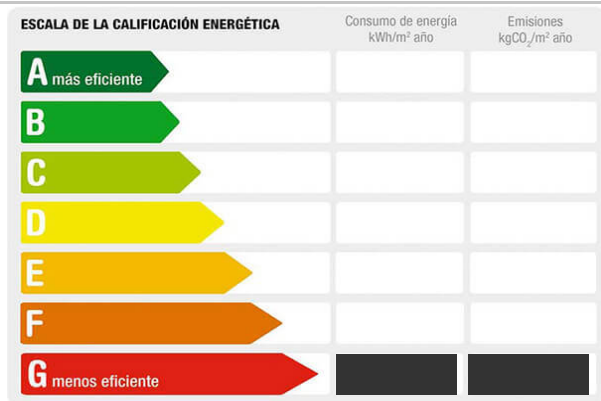 ESCALA DE LA CALIFICACIÓN ENERGÉTICA
Consumo de energía
kWh/m² año
Emisiones
kgCO₂/m² año
A más eficiente
B
C
D
E
F
G menos eficiente